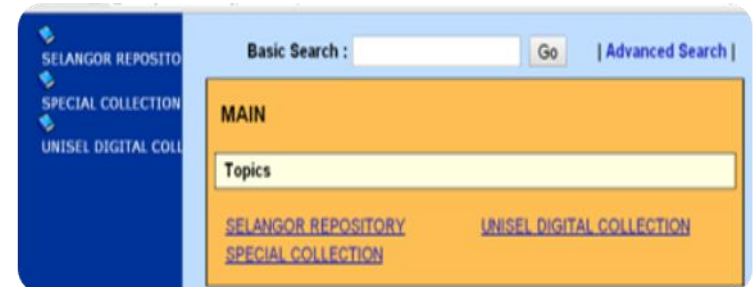 SELANGOR REPOSITO
SPECIAL COLLECTION
UNISEL DIGITAL COLL
Basic Search : Go | Advanced Search |
MAIN
Topics
SELANGOR REPOSITORY UNISEL DIGITAL COLLECTION
SPECIAL COLLECTION